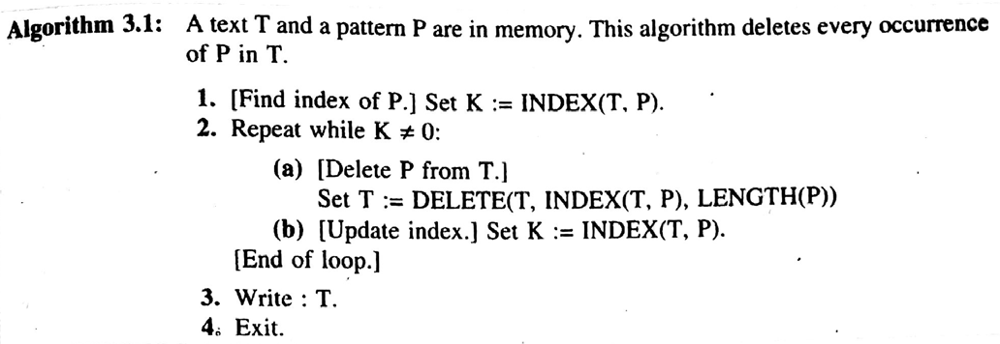 Algorithm 3.1: A text T and a pattern P are in memory. This algorithm deletes every occurrence
of P in T.
1. [Find index of P.] Set K := INDEX(T, P).
2. Repeat while K ≠ 0:
(a) [Delete P from T.]
Set T := DELETE(T, INDEX(T, P), LENGTH(P))
(b) [Update index.] Set K := INDEX(T, P).
[End of loop.]
3. Write : T.
4. Exit.